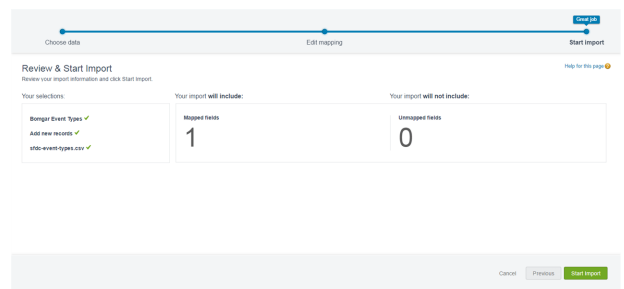 Great job
Choose data
Edit mapping
Start import
Review & Start Import
Help for this page
Review your import information and click Start Import.
Your selections:
Your import will include:
Your import will not include:
Bomgar Event Types
Add new records
sfdc-event-types.csv
Mapped fields
1
Unmapped fields
0
Cancel
Previous
Start Import